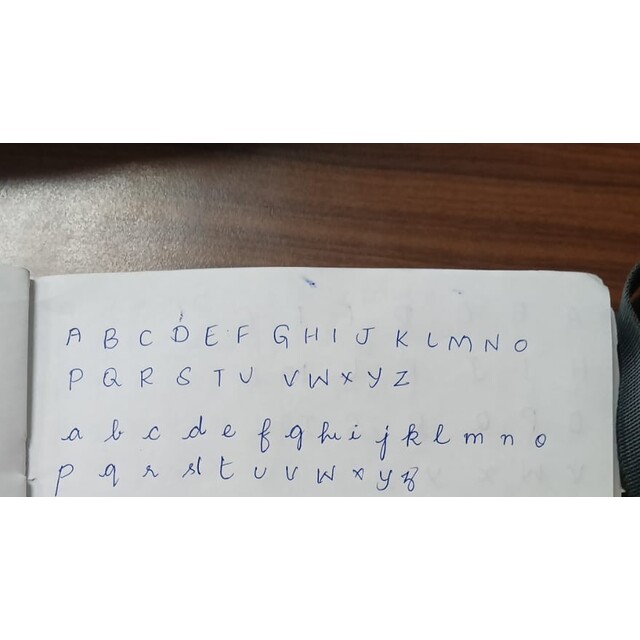 A B C D E F G H I J K L M N O
P Q R S T U V W X Y Z
a b c d e f g h i j k l m n o
p q r s t u v w x y z